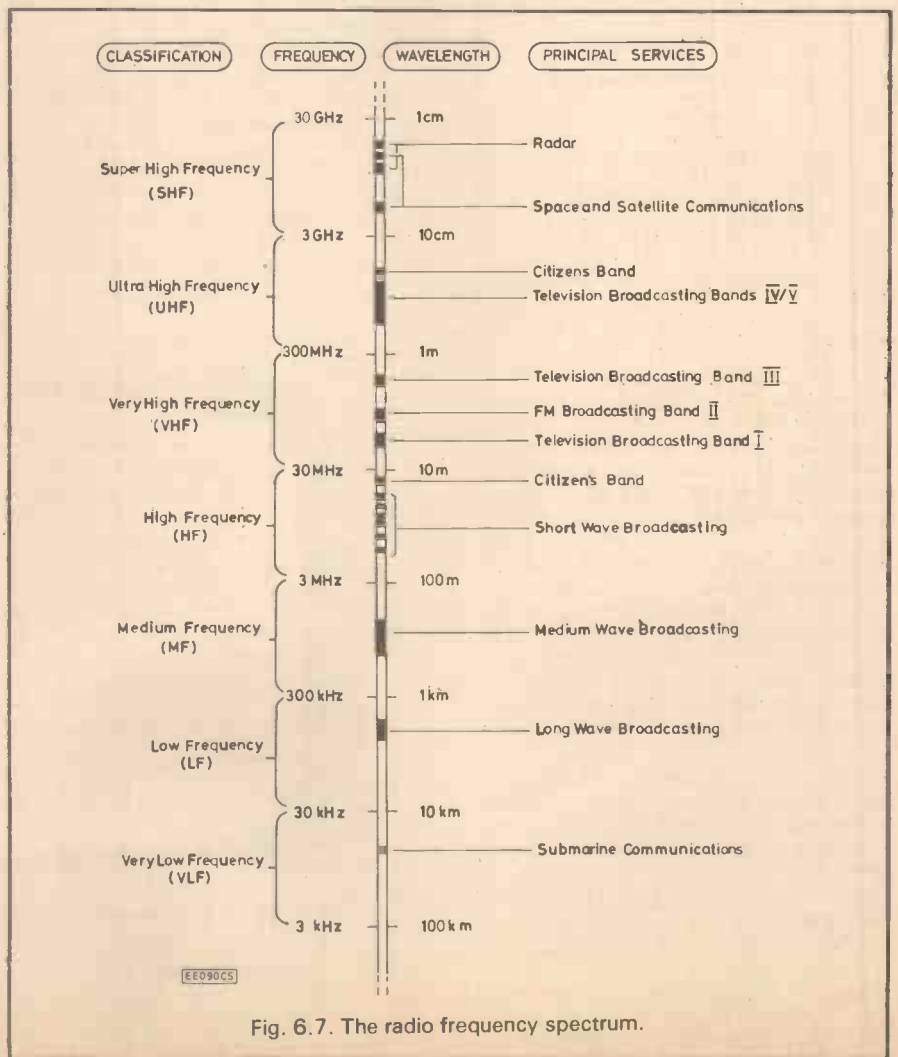 CLASSIFICATION FREQUENCY WAVELENGTH PRINCIPAL SERVICES
30 GHz 1cm
Radar
Super High Frequency
(SHF)
Space and Satellite Communications
3GHz 10cm
Citizens Band
Ultra High Frequency
(UHF)
Television Broadcasting Bands IV/V
300MHz 1m
Television Broadcasting Band III
Very High Frequency
(VHF)
FM Broadcasting Band II
Television Broadcasting Band I
30MHz 10m
Citizen's Band
High Frequency
(HF)
Short Wave Broadcasting
3 MHz 100m
Medium Frequency
(MF)
Medium Wave Broadcasting
300 kHz 1km
Long Wave Broadcasting
Low Frequency
(LF)
30 kHz 10 km
Submarine Communications
Very Low Frequency
(VLF)
3 kHz 100km
EE090CS
Fig. 6.7. The radio frequency spectrum.